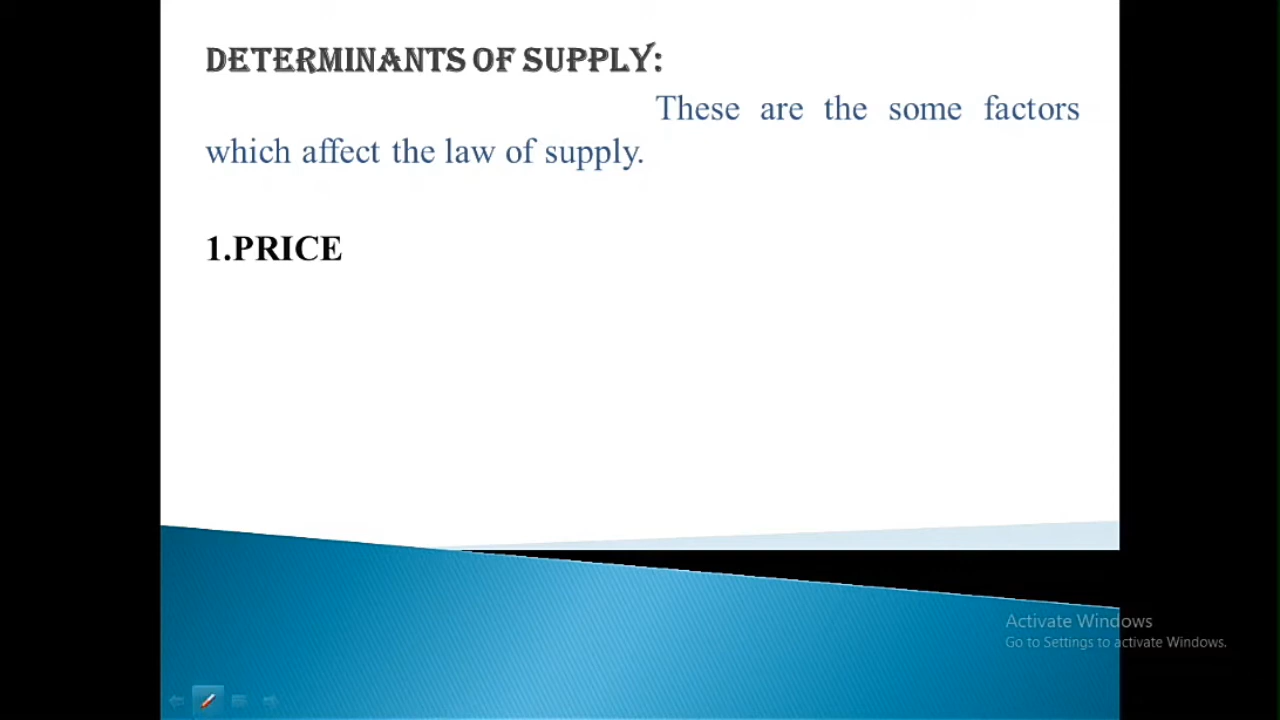 DETERMINANTS OF SUPPLY:
These are the some factors
which affect the law of supply.
1.PRICE
Activate Windows
Go to Settings to activate Windows.